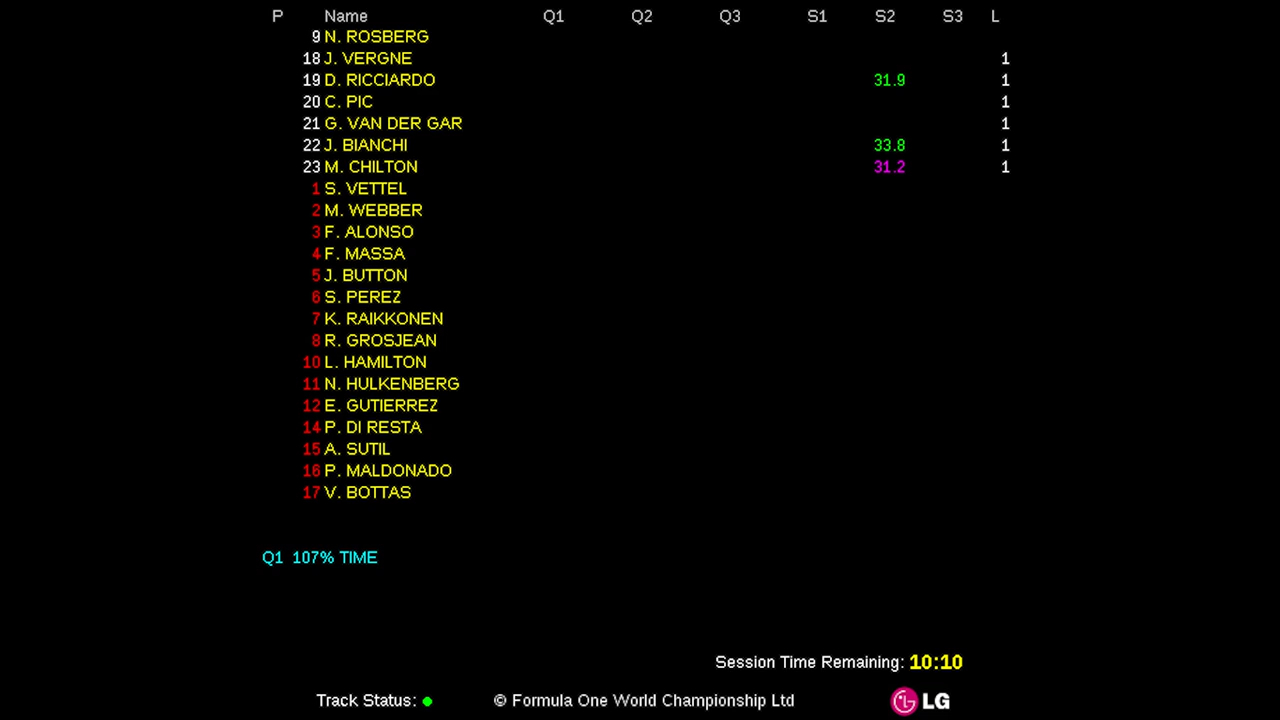 P Name Q1 Q2 Q3 S1 S2 S3 L
9 N. ROSBERG
18 J. VERGNE 1
19 D. RICCIARDO 31.9 1
20 C. PIC 1
21 G. VAN DER GAR 1
22 J. BIANCHI 33.8 1
23 M. CHILTON 31.2 1
1 S. VETTEL
2 M. WEBBER
3 F. ALONSO
4 F. MASSA
5 J. BUTTON
6 S. PEREZ
7 K. RAIKKONEN
8 R. GROSJEAN
10 L. HAMILTON
11 N. HULKENBERG
12 E. GUTIERREZ
14 P. DI RESTA
15 A. SUTIL
16 P. MALDONADO
17 V. BOTTAS
Q1 107% TIME
Session Time Remaining: 10:10
Track Status: © Formula One World Championship Ltd LG